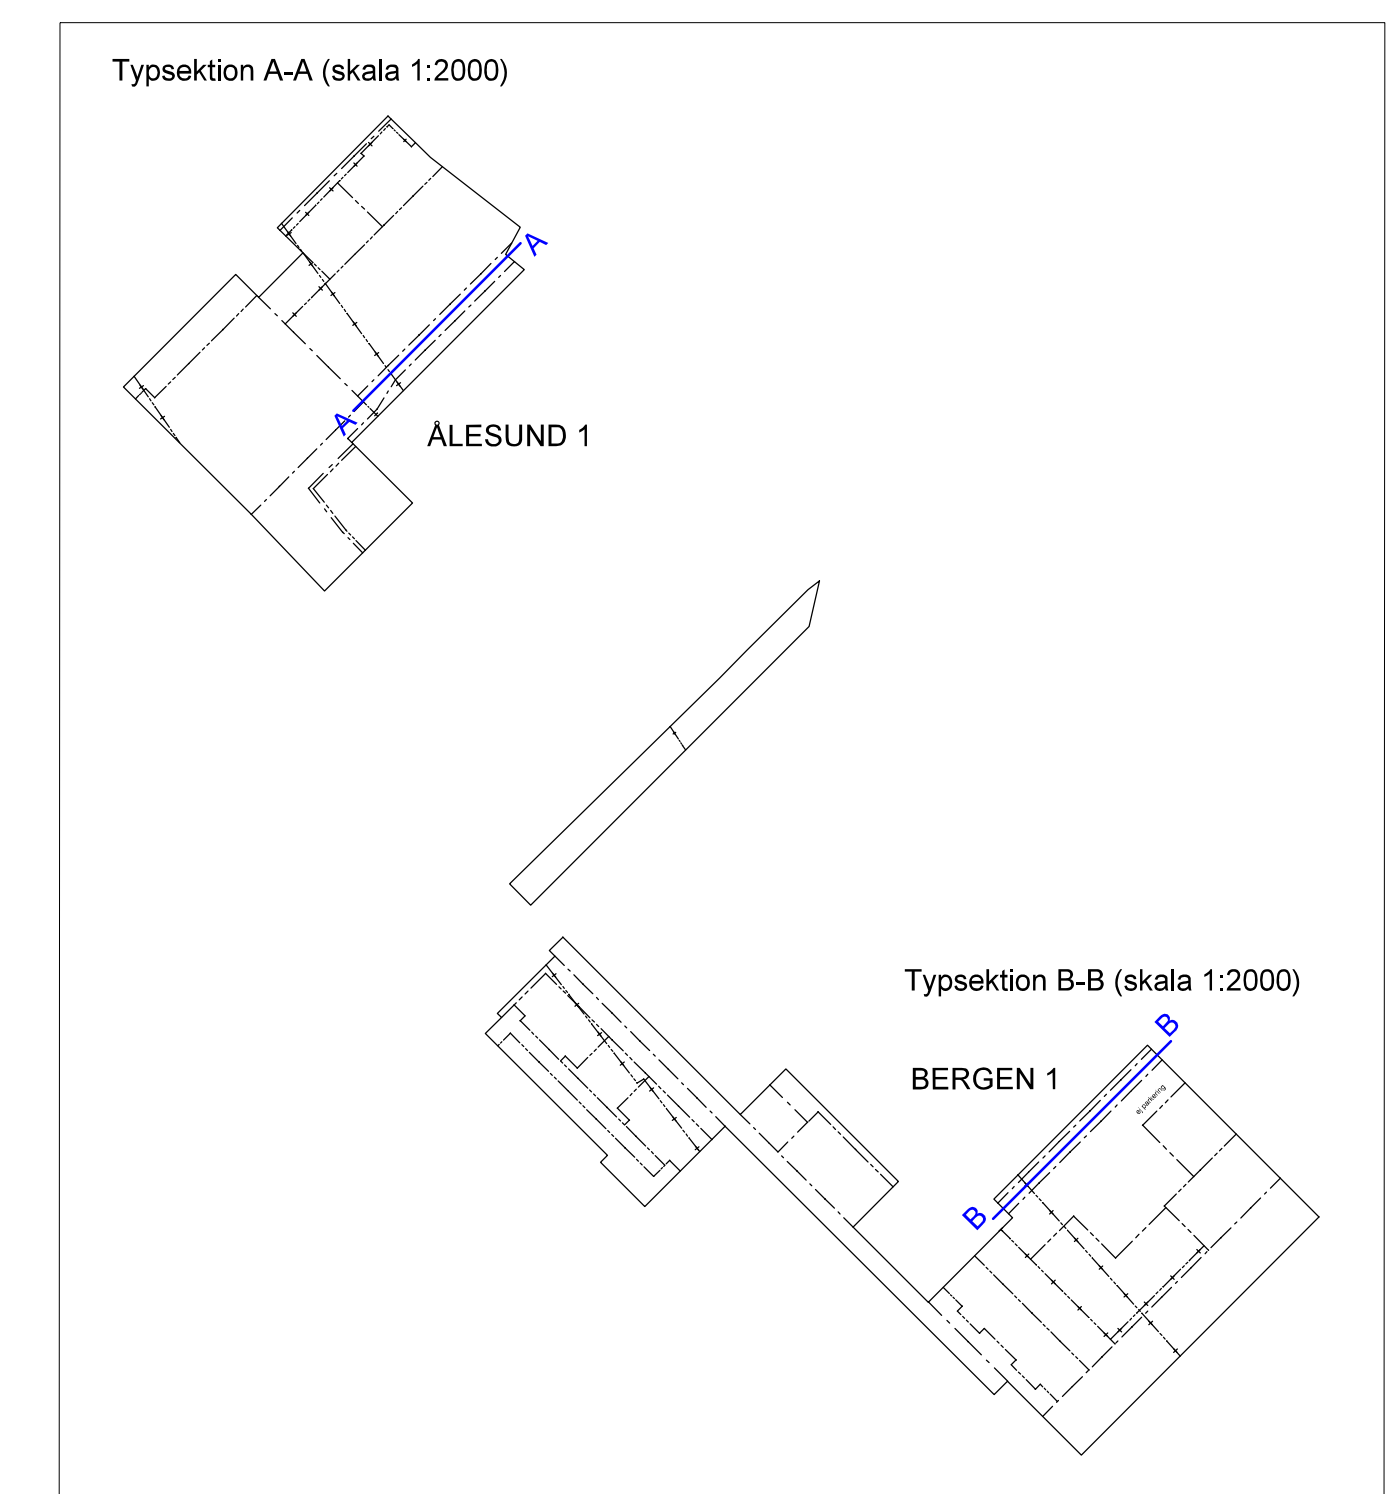 Typsektion A-A (skala 1:2000)
A
A
ÅLESUND 1
Typsektion B-B (skala 1:2000)
B
BERGEN 1
ej parkering
B